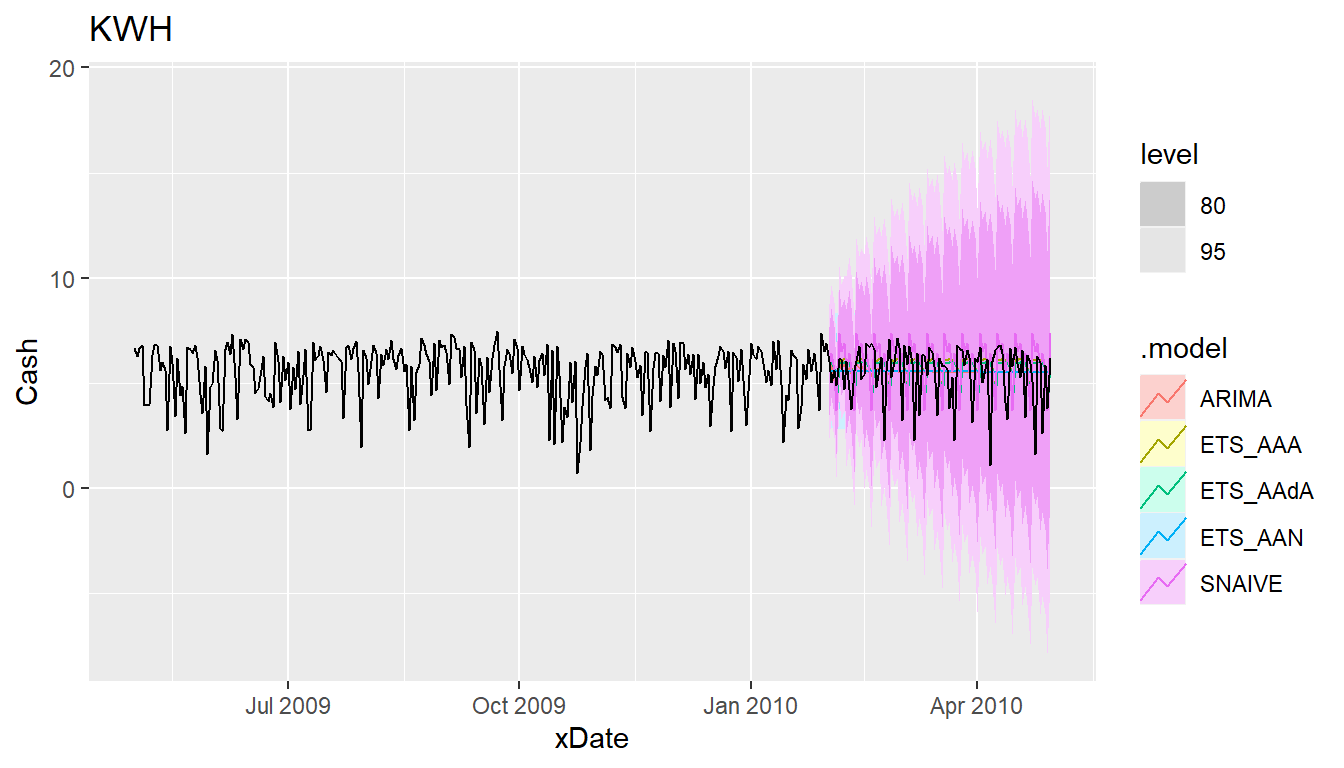 KWH
20
10
0
Cash
Jul 2009
Oct 2009
Jan 2010
Apr 2010
xDate
level
80
95
.model
ARIMA
ETS_AAA
ETS_AAdA
ETS_AAN
SNAIVE